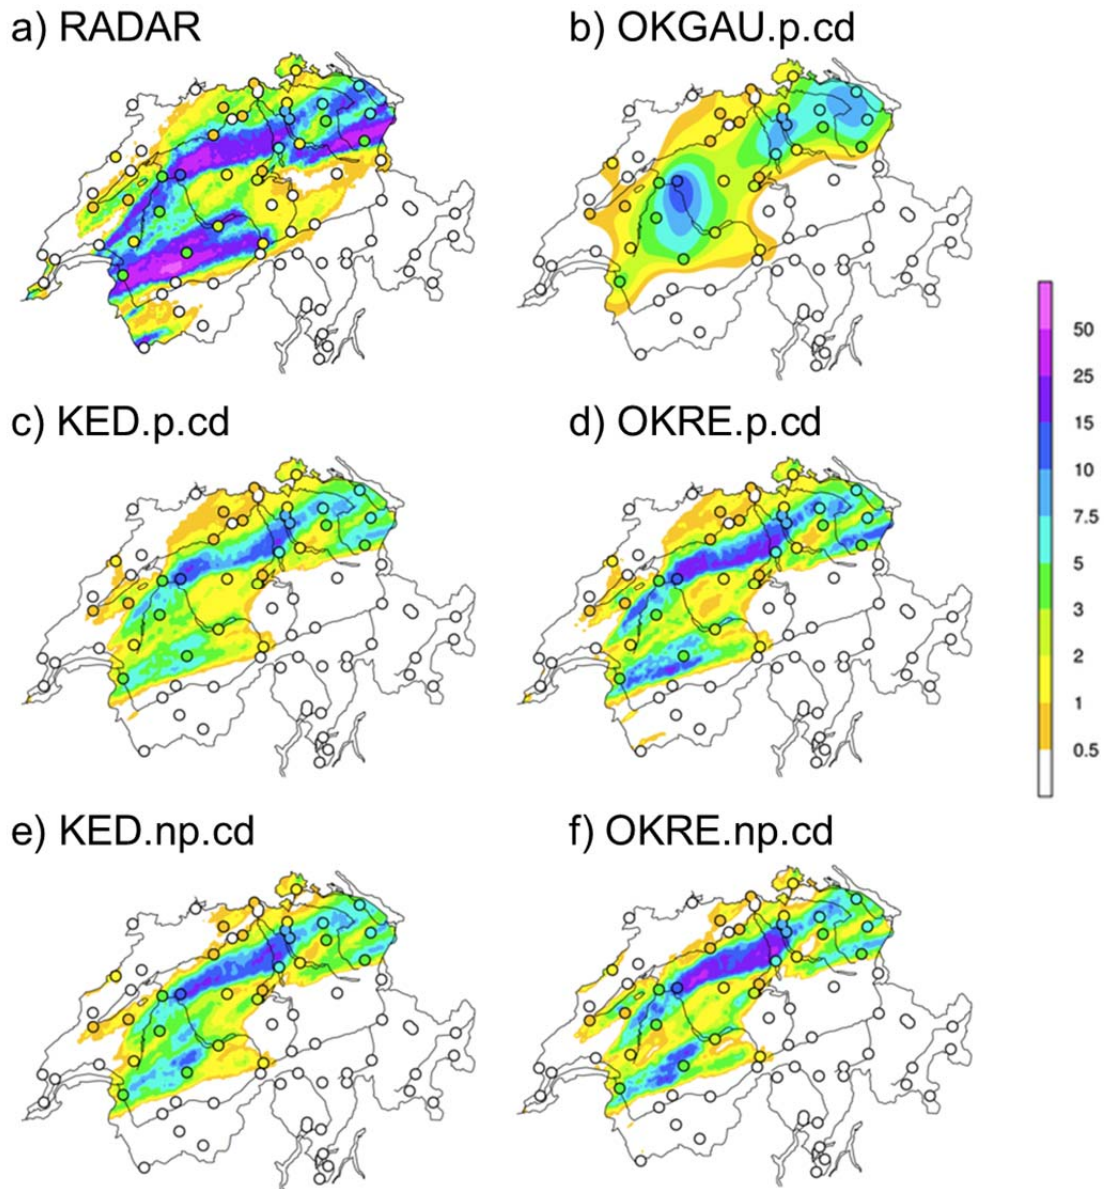 a) RADAR
b) OKGAU.p.cd
c) KED.p.cd
d) OKRE.p.cd
50
25
15
10
7.5
5
3
2
1
0.5
e) KED.np.cd
f) OKRE.np.cd